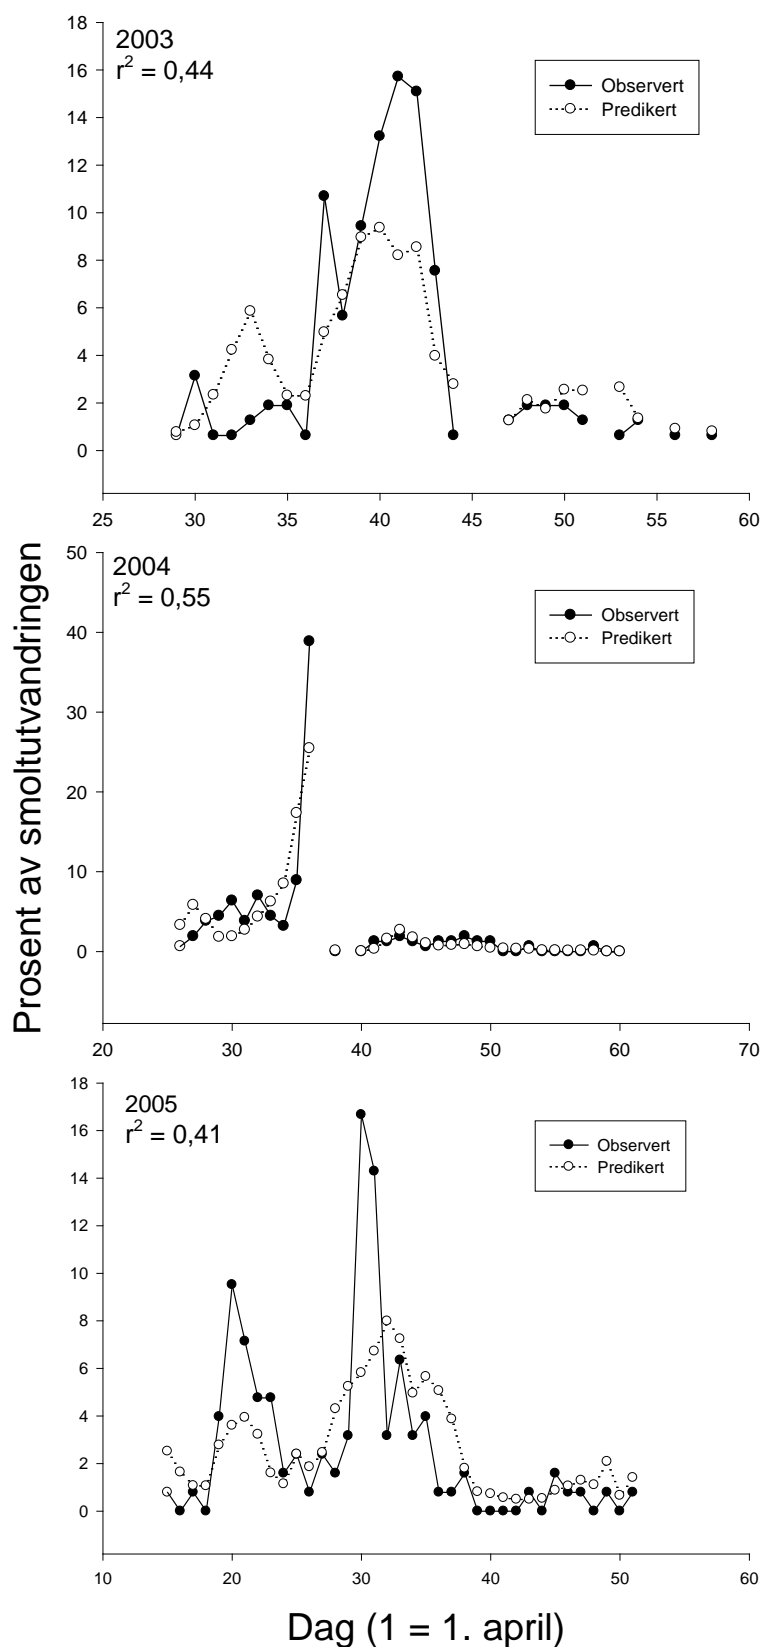 2003
r² = 0,44
Observert
Predikert
18
16
14
12
10
8
6
4
2
0
25 30 35 40 45 50 55 60
Prosent av smoltutvandringen
2004
r² = 0,55
Observert
Predikert
50
40
30
20
10
0
20 30 40 50 60 70
2005
r² = 0,41
Observert
Predikert
18
16
14
12
10
8
6
4
2
0
10 20 30 40 50 60
Dag (1 = 1. april)